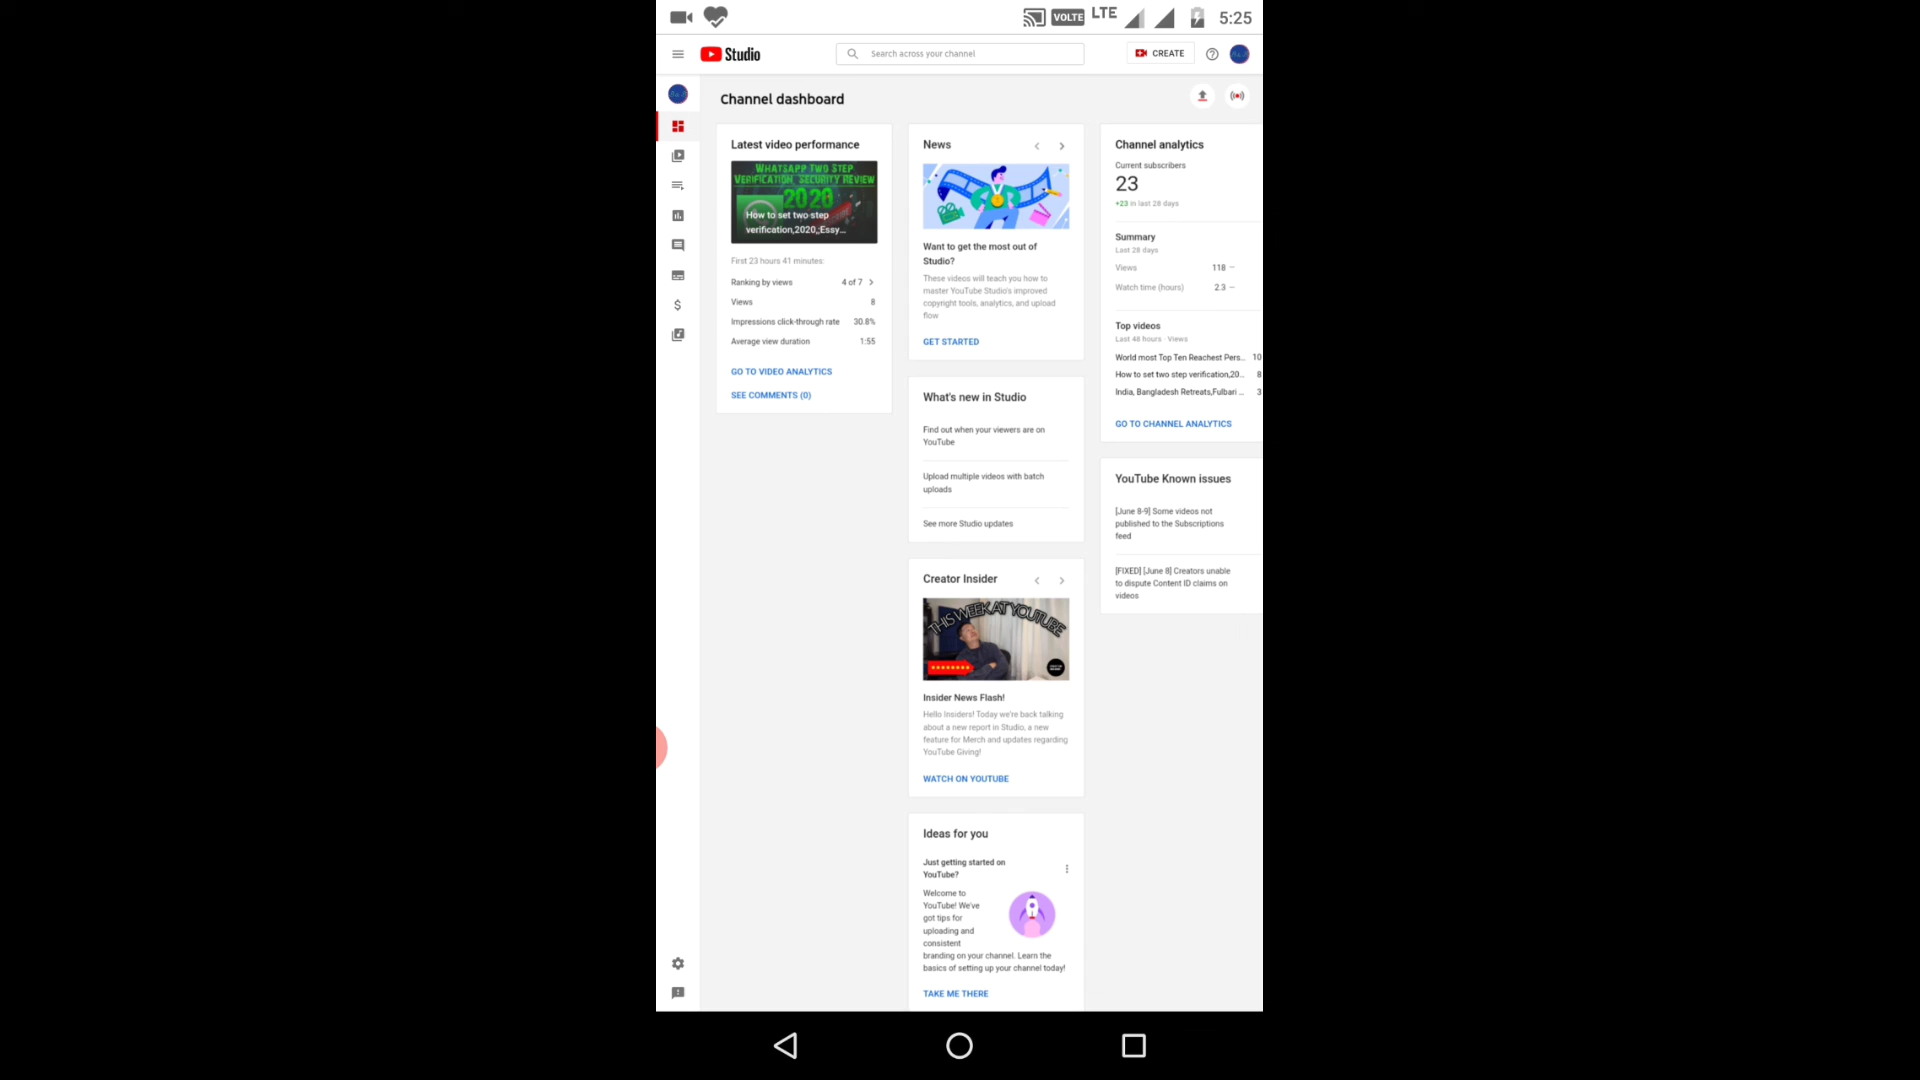 VOLTE LTE 5:25
Studio
Search across your channel
CREATE
Channel dashboard
Latest video performance
WHATSAPP TWO STEP
VERIFICATION SECURITY REVIEW
2020
How to set two step
verification,2020,;Essy...
First 23 hours 41 minutes:
Ranking by views 4 of 7
Views 8
Impressions click-through rate 30.8%
Average view duration 1:55
GO TO VIDEO ANALYTICS
SEE COMMENTS (0)
News
Want to get the most out of
Studio?
These videos will teach you how to
master YouTube Studio's improved
copyright tools, analytics, and upload
flow
GET STARTED
What's new in Studio
Find out when your viewers are on
YouTube
Upload multiple videos with batch
uploads
See more Studio updates
Creator Insider
THIS WEEK AT YOUTUBE
Insider News Flash!
Hello Insiders! Today we're back talking
about a new report in Studio, a new
feature for Merch and updates regarding
YouTube Giving!
WATCH ON YOUTUBE
Ideas for you
Just getting started on
YouTube?
Welcome to
YouTube! We've
got tips for
uploading and
consistent
branding on your channel. Learn the
basics of setting up your channel today!
TAKE ME THERE
Channel analytics
Current subscribers
23
+23 in last 28 days
Summary
Last 28 days
Views 118 —
Watch time (hours) 2.3 —
Top videos
Last 48 hours · Views
World most Top Ten Reachest Pers... 10
How to set two step verification,20... 8
India, Bangladesh Retreats,Fulbari ... 3
GO TO CHANNEL ANALYTICS
YouTube Known issues
[June 8-9] Some videos not
published to the Subscriptions
feed
[FIXED] [June 8] Creators unable
to dispute Content ID claims on
videos